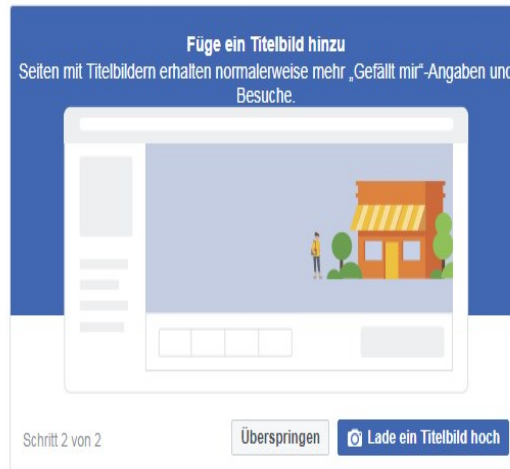 Füge ein Titelbild hinzu
Seiten mit Titelbildern erhalten normalerweise mehr „Gefällt mir“-Angaben und
Besuche.
Schritt 2 von 2
Überspringen
Lade ein Titelbild hoch